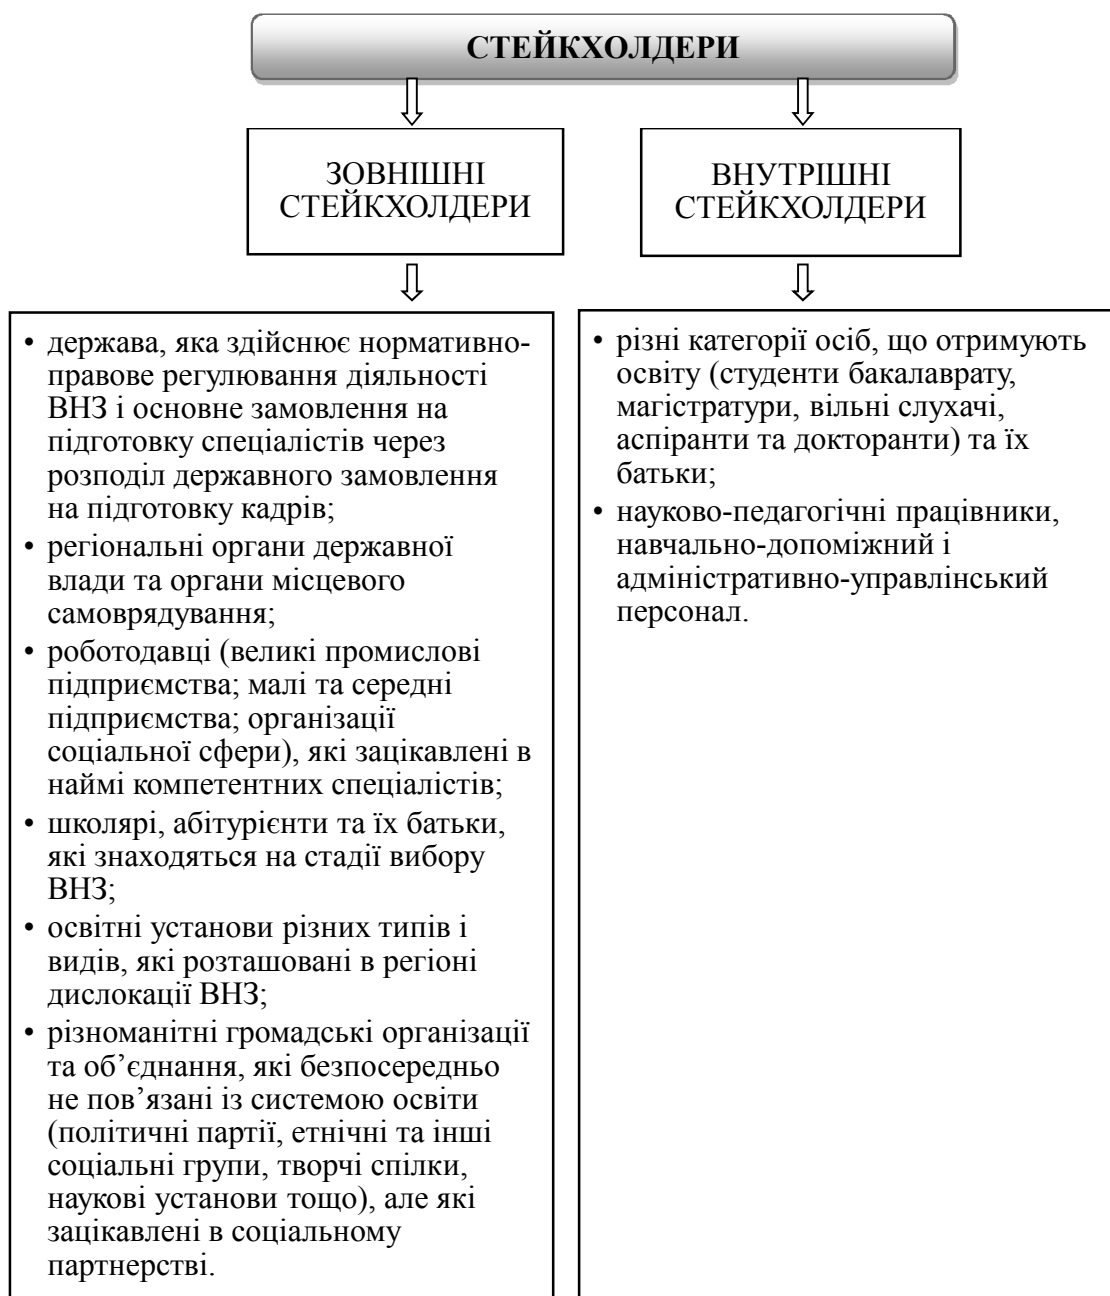 СТЕЙКХОЛДЕРИ
ЗОВНІШНІ
СТЕЙКХОЛДЕРИ
ВНУТРІШНІ
СТЕЙКХОЛДЕРИ
• держава, яка здійснює нормативно-
правове регулювання діяльності
ВНЗ і основне замовлення на
підготовку спеціалістів через
розподіл державного замовлення
на підготовку кадрів;
• регіональні органи державної
влади та органи місцевого
самоврядування;
• роботодавці (великі промислові
підприємства; малі та середні
підприємства; організації
соціальної сфери), які зацікавлені в
наймі компетентних спеціалістів;
• школярі, абітурієнти та їх батьки,
які знаходяться на стадії вибору
ВНЗ;
• освітні установи різних типів і
видів, які розташовані в регіоні
дислокації ВНЗ;
• різноманітні громадські організації
та об’єднання, які безпосередньо
не пов’язані із системою освіти
(політичні партії, етнічні та інші
соціальні групи, творчі спілки,
наукові установи тощо), але які
зацікавлені в соціальному
партнерстві.
• різні категорії осіб, що отримують
освіту (студенти бакалаврату,
магістратури, вільні слухачі,
аспіранти та докторанти) та їх
батьки;
• науково-педагогічні працівники,
навчально-допоміжний і
адміністративно-управлінський
персонал.